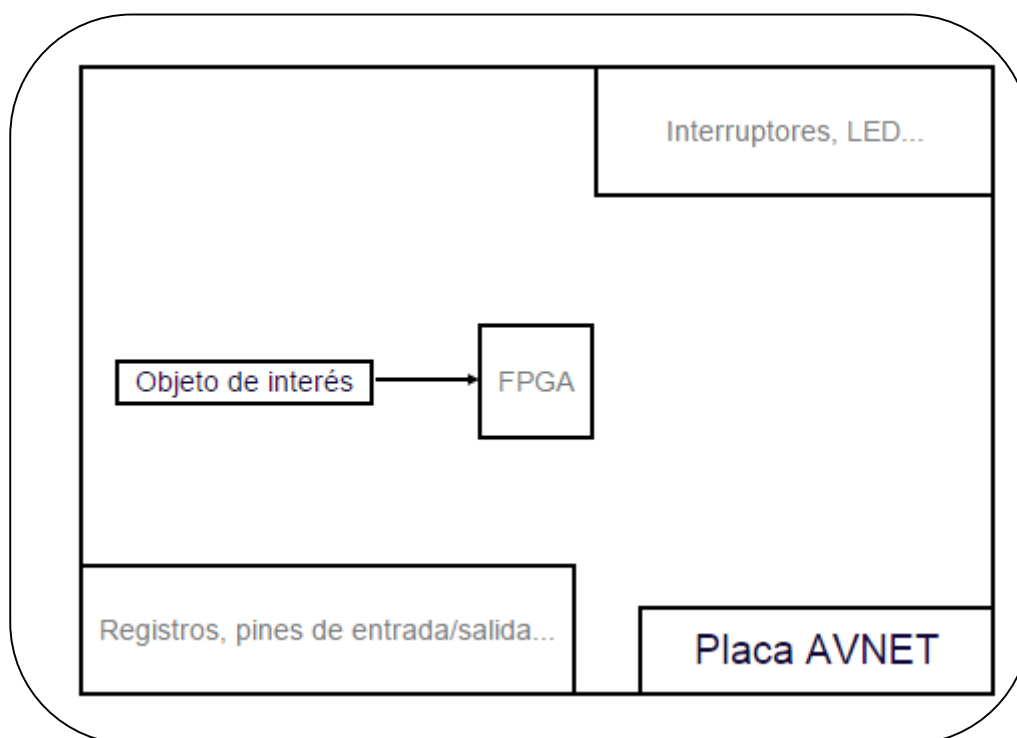 Interruptores, LED...
Objeto de interés
FPGA
Registros, pines de entrada/salida...
Placa AVNET